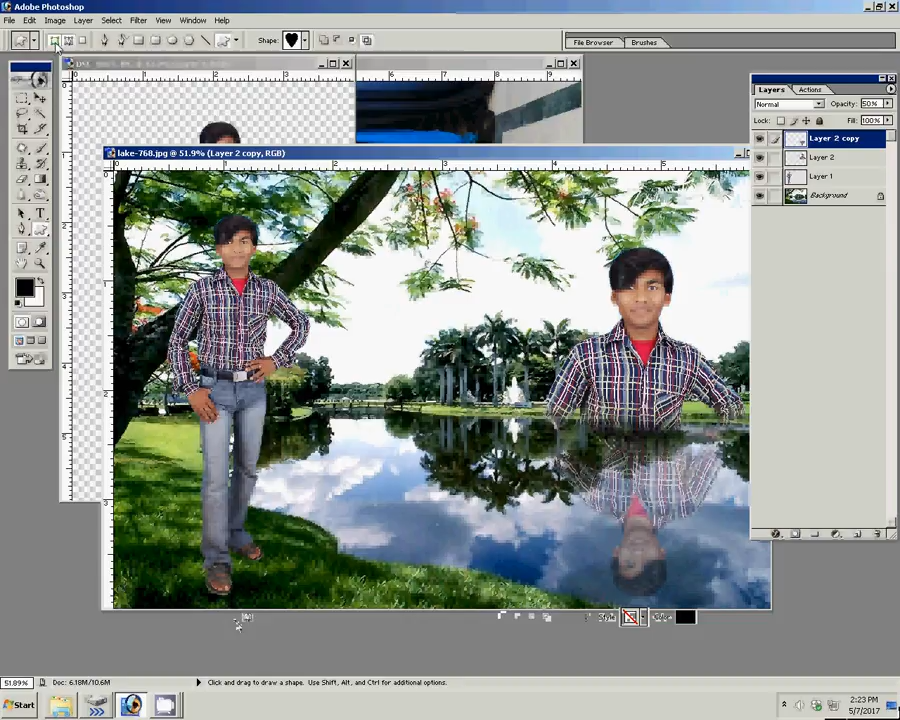 Adobe Photoshop
File Edit Image Layer Select Filter View Window Help
Shape:
File Browser Brushes
lake-768.jpg @ 51.9% (Layer 2 copy, RGB)
Layers Actions
Normal Opacity: 50%
Lock: Fill: 100%
Layer 2 copy
Layer 2
Layer 1
Background
Style: Color:
51.89% Doc: 6.18M/10.6M Click and drag to draw a shape. Use Shift, Alt, and Ctrl for additional options.
Start
2:23 PM
5/7/2017